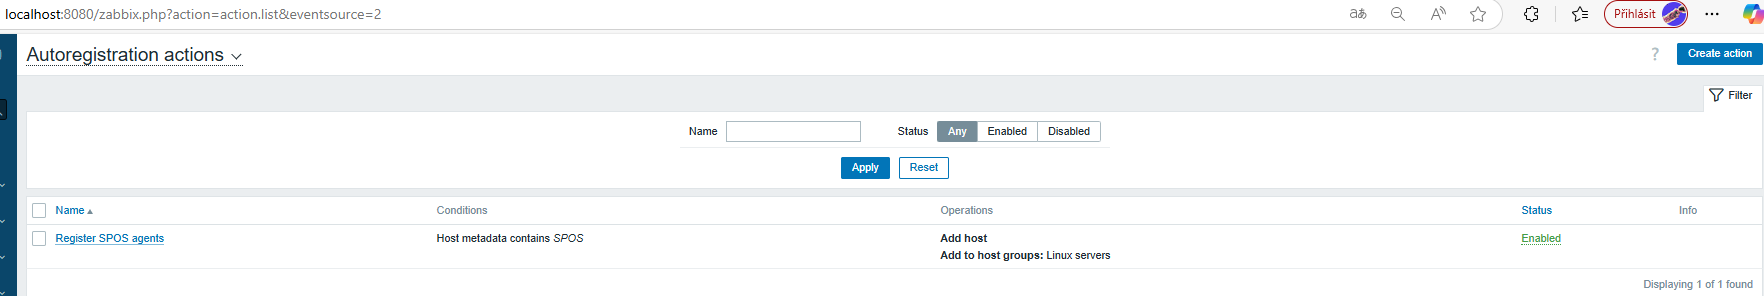 localhost:8080/zabbix.php?action=action.list&eventsource=2
Přihlásit
Autoregistration actions
? Create action
Filter
Name Status Any Enabled Disabled
Apply Reset
Name Conditions Operations Status Info
Register SPOS agents Host metadata contains SPOS Add host Enabled
Add to host groups: Linux servers
Displaying 1 of 1 found